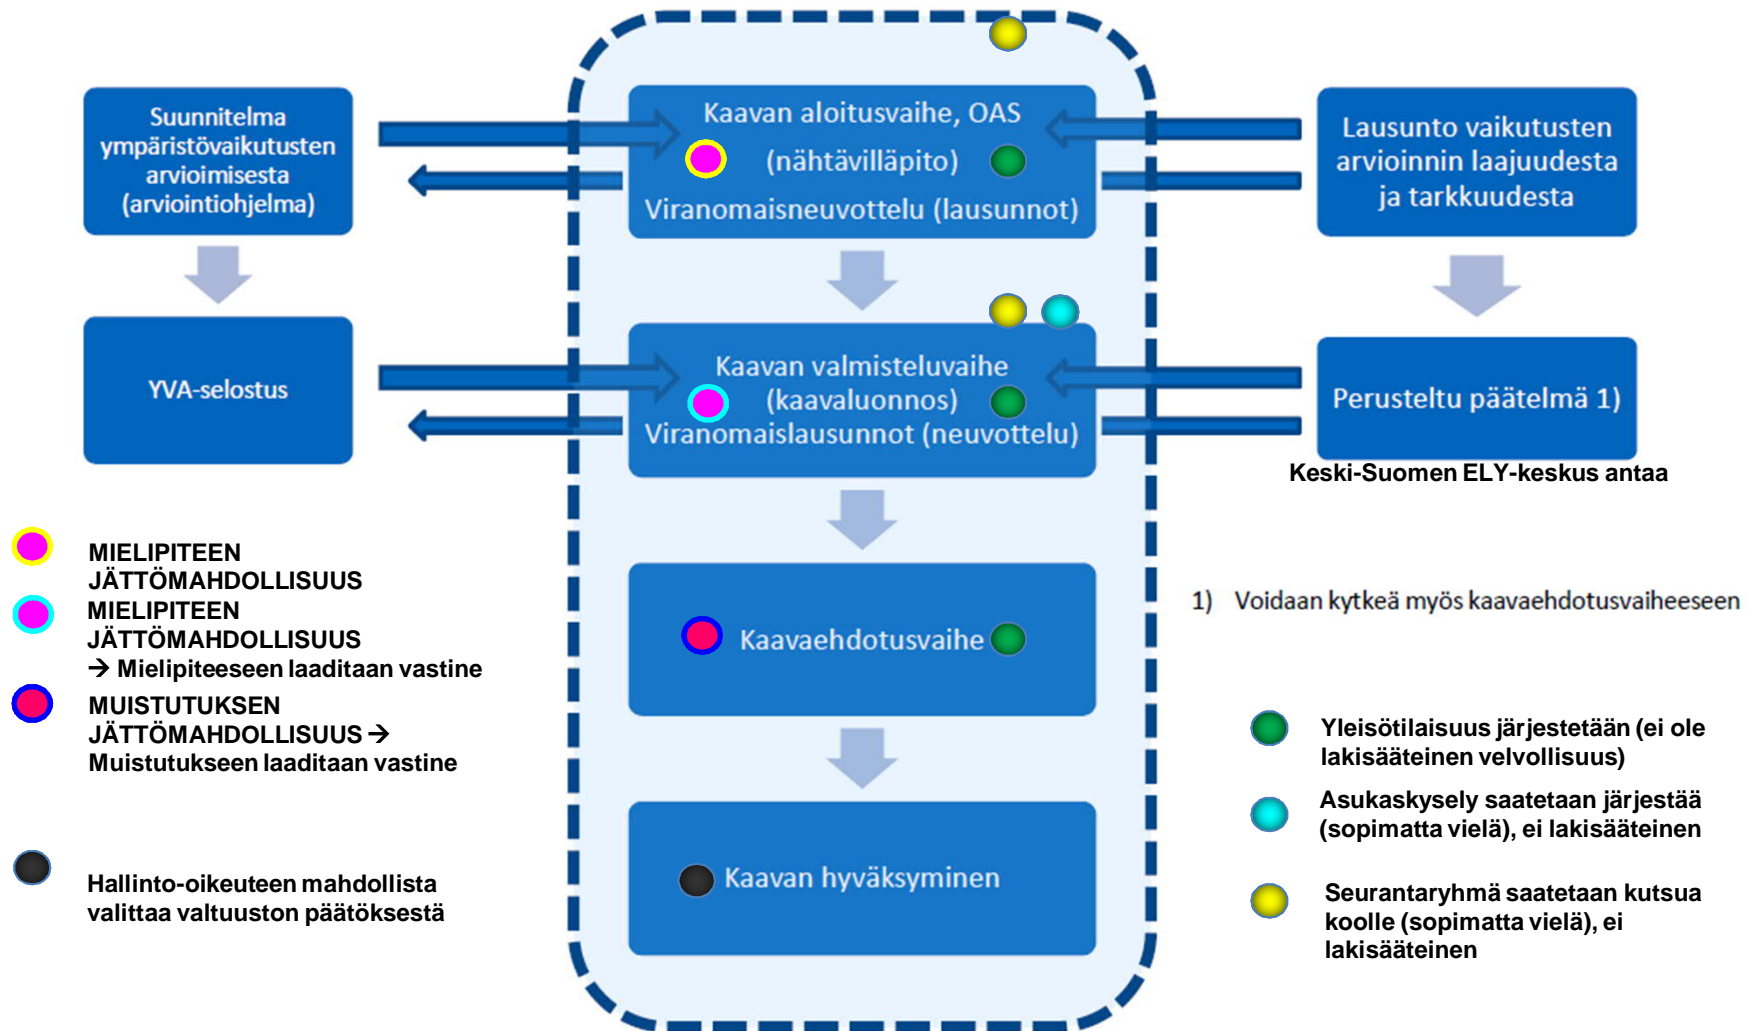 Suunnitelma
ympäristövaikutusten
arvioimisesta
(arviointiohjelma)
Kaavan aloitusvaihe, OAS
(nähtävilläpito)
Viranomaisneuvottelu (lausunnot)
Lausunto vaikutusten
arvioinnin laajuudesta
ja tarkkuudesta
YVA-selostus
Kaavan valmisteluvaihe
(kaavaluonnos)
Viranomaislausunnot (neuvottelu)
Perusteltu päätelmä 1)
Keski-Suomen ELY-keskus antaa
MIELIPITEEN
JÄTTÖMAHDOLLISUUS
MIELIPITEEN
JÄTTÖMAHDOLLISUUS
→ Mielipiteeseen laaditaan vastine
MUISTUTUKSEN
JÄTTÖMAHDOLLISUUS →
Muistutukseen laaditaan vastine
Hallinto-oikeuteen mahdollista
valittaa valtuuston päätöksestä
Kaavaehdotusvaihe
Kaavan hyväksyminen
1) Voidaan kytkeä myös kaavaehdotusvaiheeseen
Yleisötilaisuus järjestetään (ei ole
lakisääteinen velvollisuus)
Asukaskysely saatetaan järjestää
(sopimatta vielä), ei lakisääteinen
Seurantaryhmä saatetaan kutsua
koolle (sopimatta vielä), ei
lakisääteinen